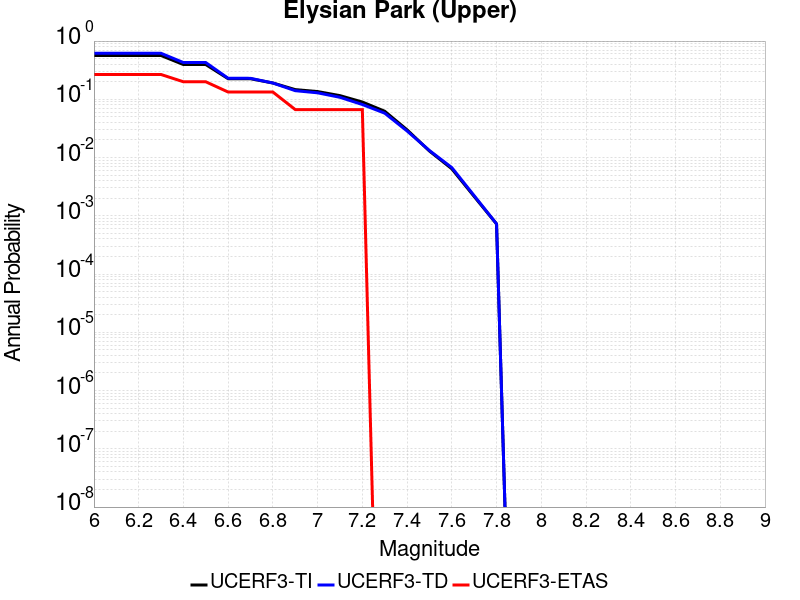 Elysian Park (Upper)
10^0
10^-1
10^-2
10^-3
10^-4
10^-5
10^-6
10^-7
10^-8
Annual Probability
6 6.2 6.4 6.6 6.8 7 7.2 7.4 7.6 7.8 8 8.2 8.4 8.6 8.8 9
Magnitude
UCERF3-TI UCERF3-TD UCERF3-ETAS